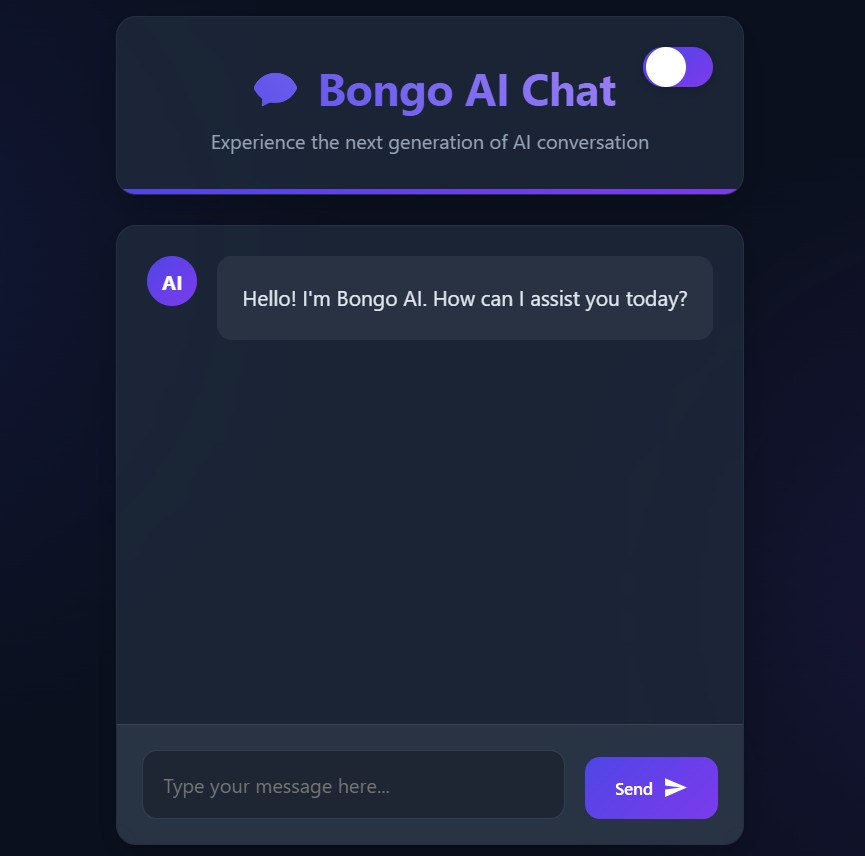 Bongo AI Chat
Experience the next generation of AI conversation
AI
Hello! I'm Bongo AI. How can I assist you today?
Type your message here...
Send